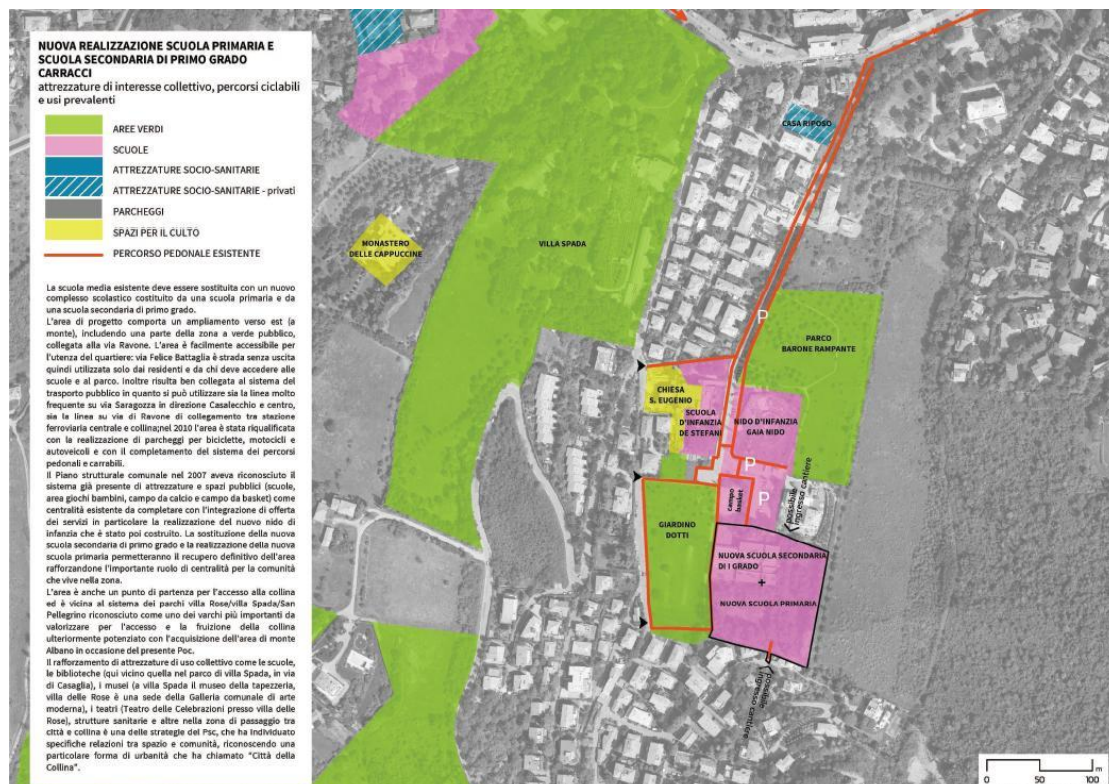 NUOVA REALIZZAZIONE SCUOLA PRIMARIA E
SCUOLA SECONDARIA DI PRIMO GRADO
CARRACCI
attrezzature di interesse collettivo, percorsi ciclabili
e usi prevalenti
AREE VERDI
SCUOLE
ATTREZZATURE SOCIO-SANITARIE
ATTREZZATURE SOCIO-SANITARIE - privati
PARCHEGGI
SPAZI PER IL CULTO
PERCORSO PEDONALE ESISTENTE
La scuola media esistente deve essere sostituita con un nuovo
complesso scolastico costituito da una scuola primaria e da
una scuola secondaria di primo grado.
L'area di progetto comporta un ampliamento verso est (a
monte), includendo una parte della zona a verde pubblico,
collegata alla via Ravone. L'area è facilmente accessibile per
l'utenza del quartiere: via Felice Battaglia è strada senza uscita
quindi utilizzata solo dai residenti e da chi deve accedere alle
scuole e al parco. Inoltre risulta ben collegata al sistema del
trasporto pubblico in quanto si può utilizzare sia la linea molto
frequente su via Saragozza in direzione Casalecchio e centro,
sia la linea su via di Ravone di collegamento tra stazione
ferroviaria centrale e collina;nel 2010 l'area è stata riqualificata
con la realizzazione di parcheggi per biciclette, motocicli e
autoveicoli e con il completamento del sistema dei percorsi
pedonali e carrabili.
Il Piano strutturale comunale nel 2007 aveva riconosciuto il
sistema già presente di attrezzature e spazi pubblici (scuole,
area giochi bambini, campo da calcio e campo da basket) come
centralità esistente da completare con l'integrazione di offerta
dei servizi in particolare la realizzazione del nuovo nido di
infanzia che è stato poi costruito. La sostituzione della nuova
scuola secondaria di primo grado e la realizzazione della nuova
scuola primaria permetteranno il recupero definitivo dell'area
rafforzandone l'importante ruolo di centralità per la comunità
che vive nella zona.
L'area è anche un punto di partenza per l'accesso alla collina
ed è vicina al sistema dei parchi villa Rose/villa Spada/San
Pellegrino riconosciuto come uno dei varchi più importanti da
valorizzare per l'accesso e la fruizione della collina
ulteriormente potenziato con l'acquisizione dell'area di monte
Albano in occasione del presente Poc.
Il rafforzamento di attrezzature di uso collettivo come le scuole,
le biblioteche (qui vicino quella nel parco di villa Spada, in via
di Casaglia), i musei (a villa Spada il museo della tapezzeria,
villa delle Rose è una sede della Galleria comunale di arte
moderna), i teatri (Teatro delle Celebrazioni presso villa delle
Rose), strutture sanitarie e altre nella zona di passaggio tra
città e collina è una delle strategie del Psc, che ha individuato
specifiche relazioni tra spazio e comunità, riconoscendo una
particolare forma di urbanità che ha chiamato "Città della
Collina".
CASA RIPOSO
MONASTERO
DELLE CAPPUCCINE
VILLA SPADA
P
PARCO
BARONE RAMPANTE
CHIESA
S. EUGENIO
SCUOLA
D'INFANZIA
DE STEFANI
NIDO D'INFANZIA
GAIA NIDO
P
P
campo
basket
possibile
ingresso cantiere
GIARDINO
DOTTI
NUOVA SCUOLA SECONDARIA
DI I GRADO
+
NUOVA SCUOLA PRIMARIA
possibile
ingresso cantiere
0 50 100 m